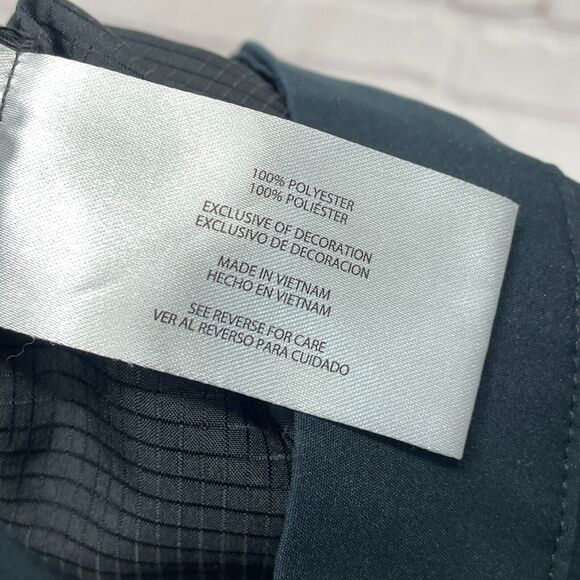 100% POLYESTER
100% POLIÉSTER
EXCLUSIVE OF DECORATION
EXCLUSIVO DE DECORACION
MADE IN VIETNAM
HECHO EN VIETNAM
SEE REVERSE FOR CARE
VER AL REVERSO PARA CUIDADO